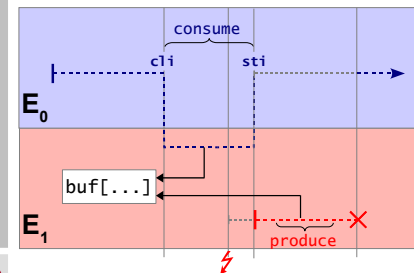 consume
cli sti
E0
buf[...]
E1
produce